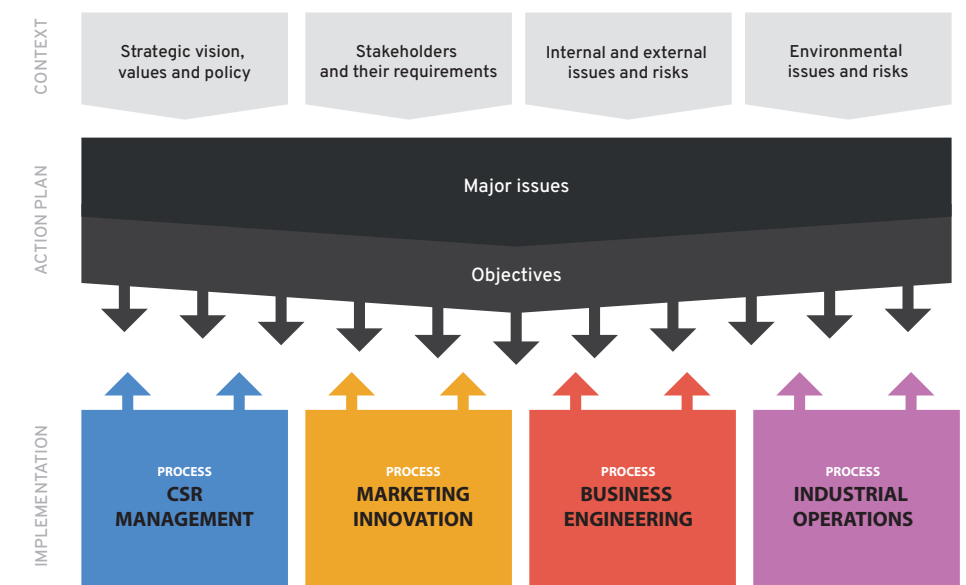 CONTEXT
Strategic vision,
values and policy
Stakeholders
and their requirements
Internal and external
issues and risks
Environmental
issues and risks
ACTION PLAN
Major issues
Objectives
IMPLEMENTATION
PROCESS
CSR
MANAGEMENT
PROCESS
MARKETING
INNOVATION
PROCESS
BUSINESS
ENGINEERING
PROCESS
INDUSTRIAL
OPERATIONS